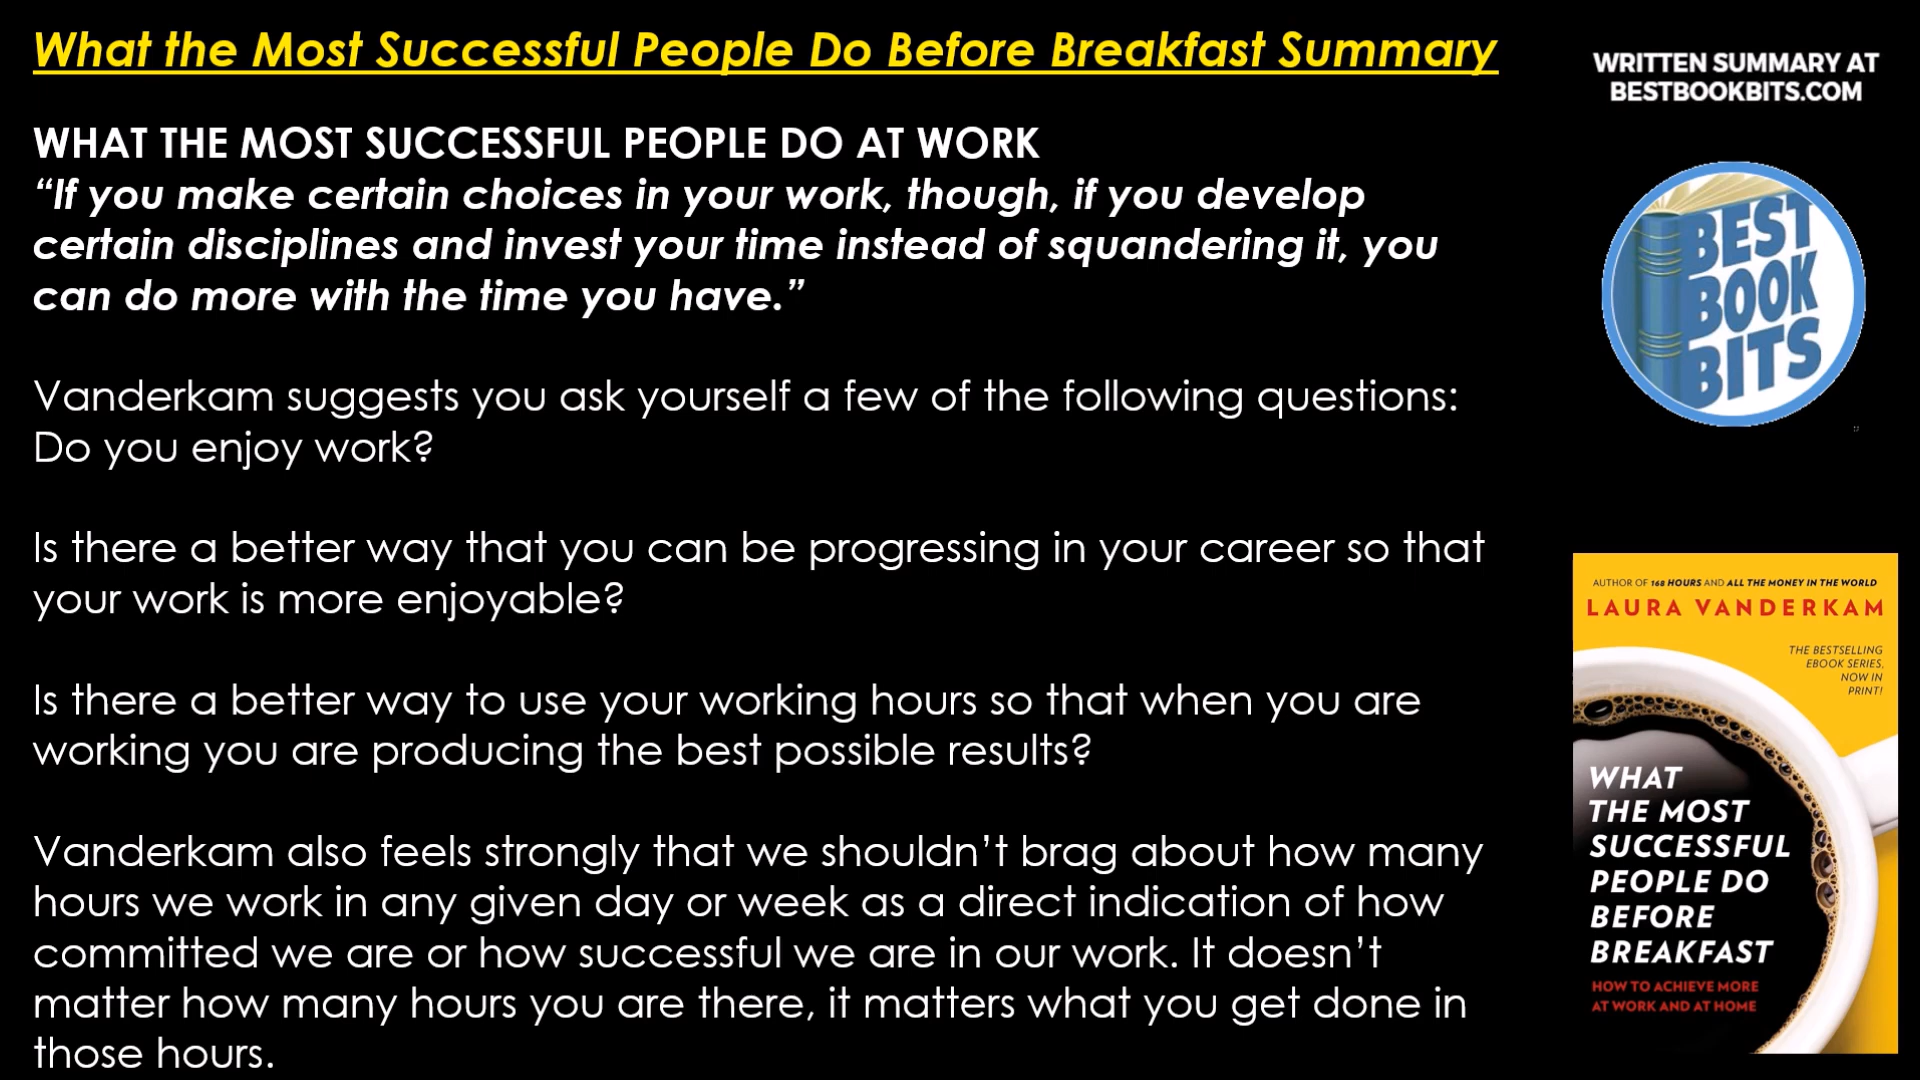 What the Most Successful People Do Before Breakfast Summary
WHAT THE MOST SUCCESSFUL PEOPLE DO AT WORK
“If you make certain choices in your work, though, if you develop
certain disciplines and invest your time instead of squandering it, you
can do more with the time you have.”
Vanderkam suggests you ask yourself a few of the following questions:
Do you enjoy work?
Is there a better way that you can be progressing in your career so that
your work is more enjoyable?
Is there a better way to use your working hours so that when you are
working you are producing the best possible results?
Vanderkam also feels strongly that we shouldn’t brag about how many
hours we work in any given day or week as a direct indication of how
committed we are or how successful we are in our work. It doesn’t
matter how many hours you are there, it matters what you get done in
those hours.
WRITTEN SUMMARY AT
BESTBOOKBITS.COM
BEST
BOOK
BITS
AUTHOR OF 168 HOURS AND ALL THE MONEY IN THE WORLD
LAURA VANDERKAM
THE BESTSELLING
EBOOK SERIES,
NOW IN
PRINT!
WHAT
THE MOST
SUCCESSFUL
PEOPLE DO
BEFORE
BREAKFAST
HOW TO ACHIEVE MORE
AT WORK AND AT HOME